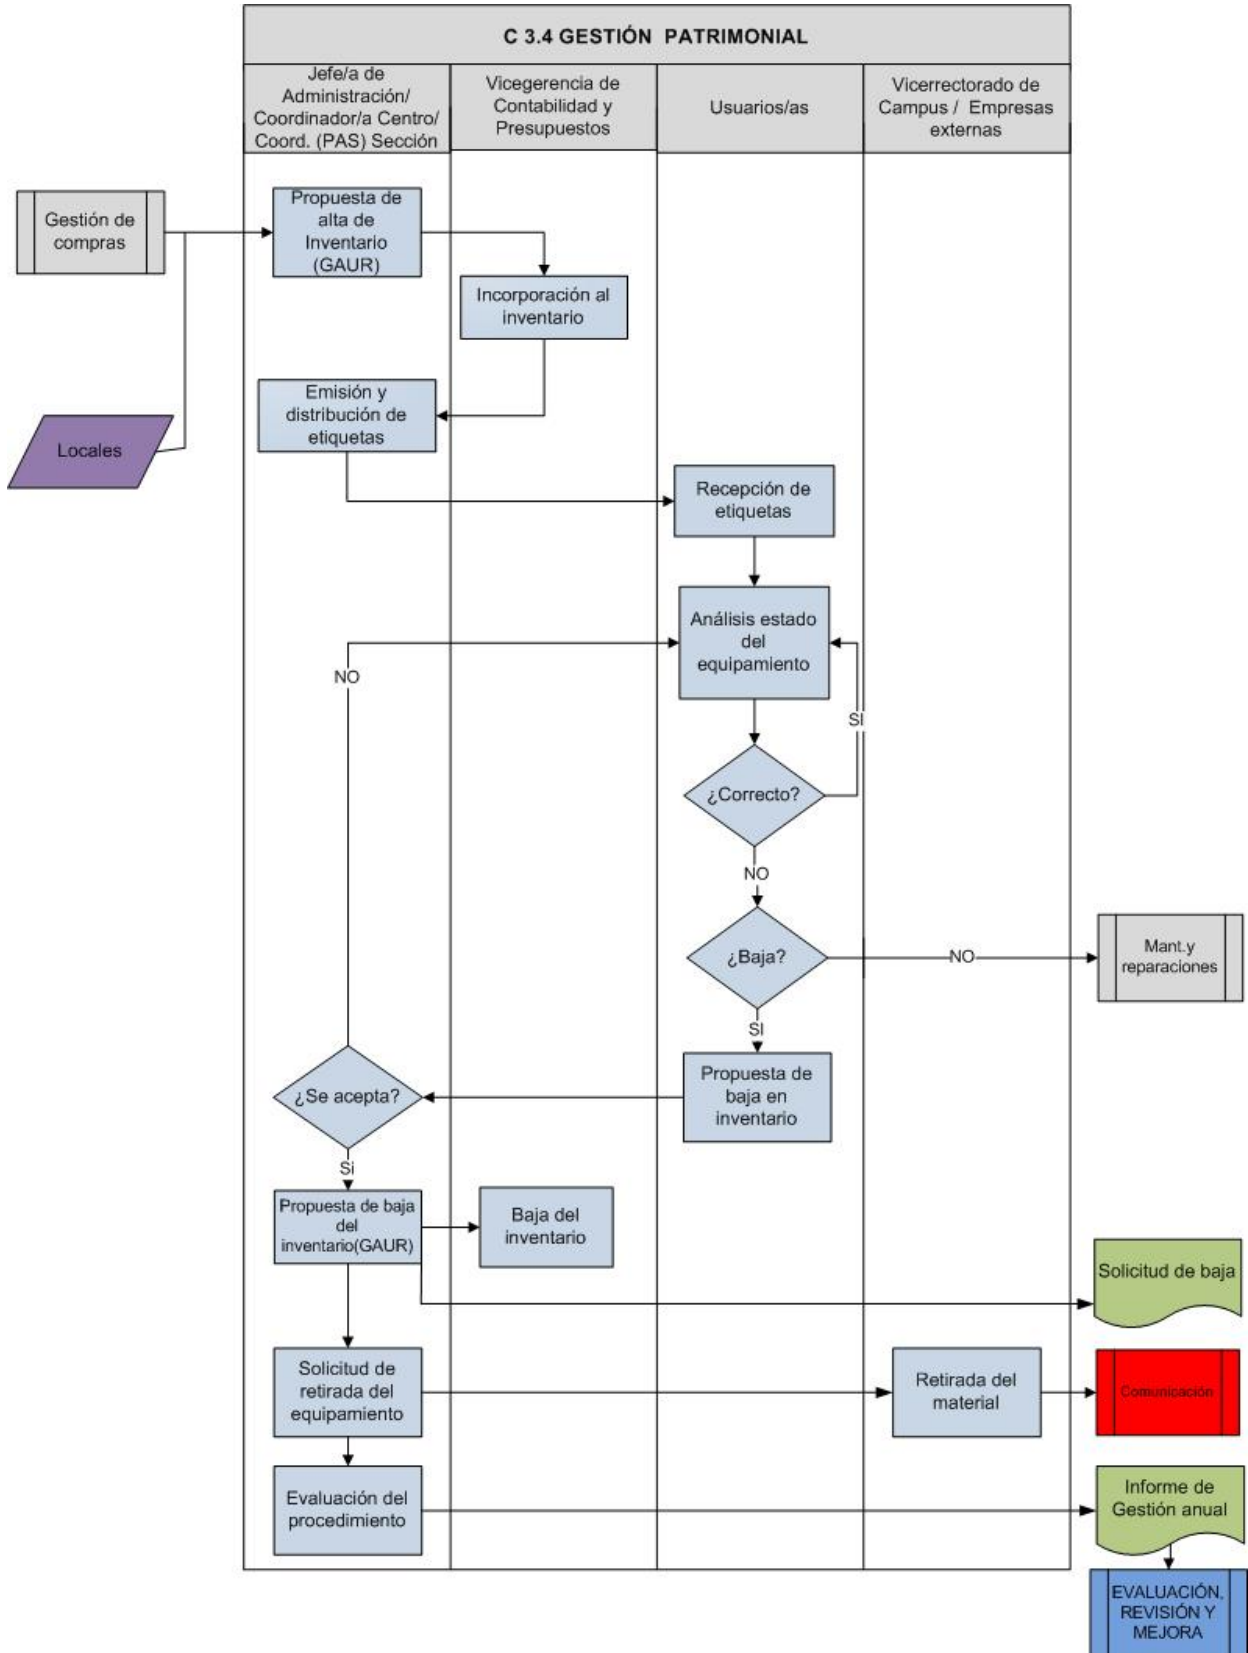 C 3.4 GESTIÓN PATRIMONIAL
Jefe/a de
Administración/
Coordinador/a Centro/
Coord. (PAS) Sección
Vicegerencia de
Contabilidad y
Presupuestos
Usuarios/as
Vicerrectorado de
Campus / Empresas
externas
Gestión de
compras
Propuesta de
alta de
Inventario
(GAUR)
Incorporación al
inventario
Emisión y
distribución de
etiquetas
Locales
Recepción de
etiquetas
Análisis estado
del
equipamiento
NO
SI
¿Correcto?
NO
¿Baja?
NO
Mant.y
reparaciones
SI
Propuesta de
baja en
inventario
¿Se acepta?
Si
Propuesta de baja
del
inventario(GAUR)
Baja del
inventario
Solicitud de baja
Solicitud de
retirada del
equipamiento
Retirada del
material
Comunicación
Evaluación del
procedimiento
Informe de
Gestión anual
EVALUACIÓN,
REVISIÓN Y
MEJORA